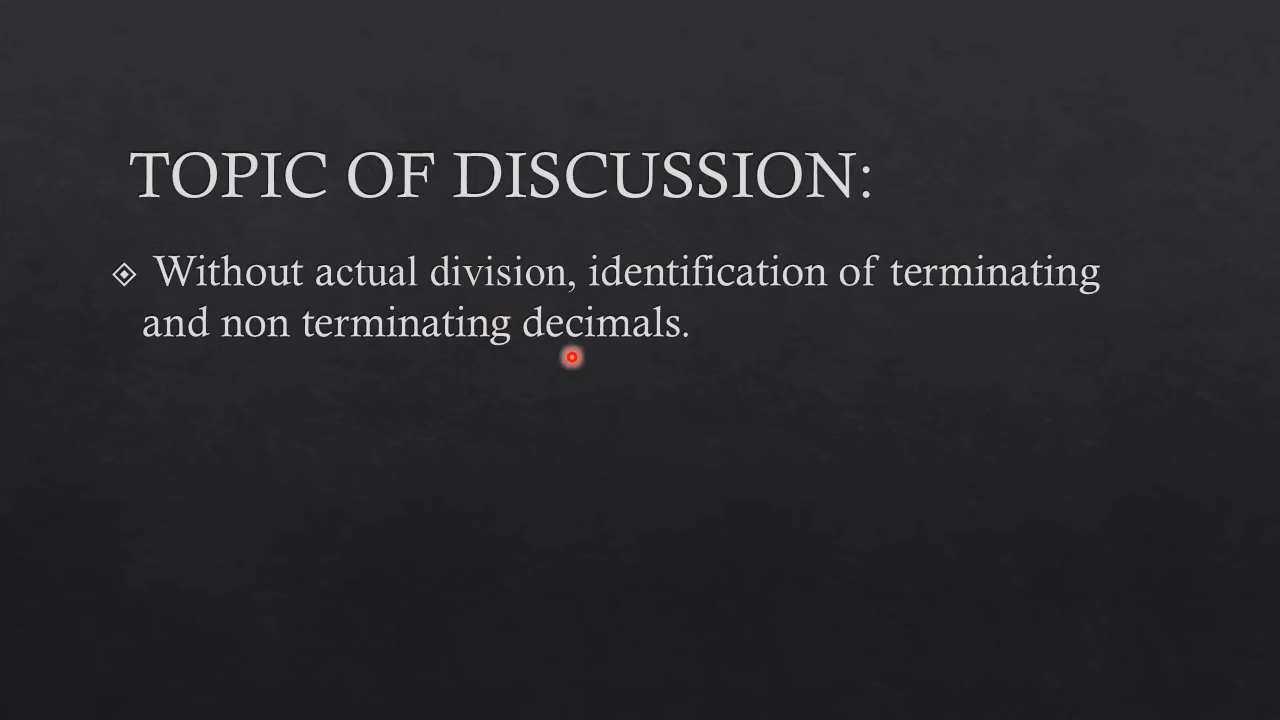 TOPIC OF DISCUSSION:
Without actual division, identification of terminating
and non terminating decimals.